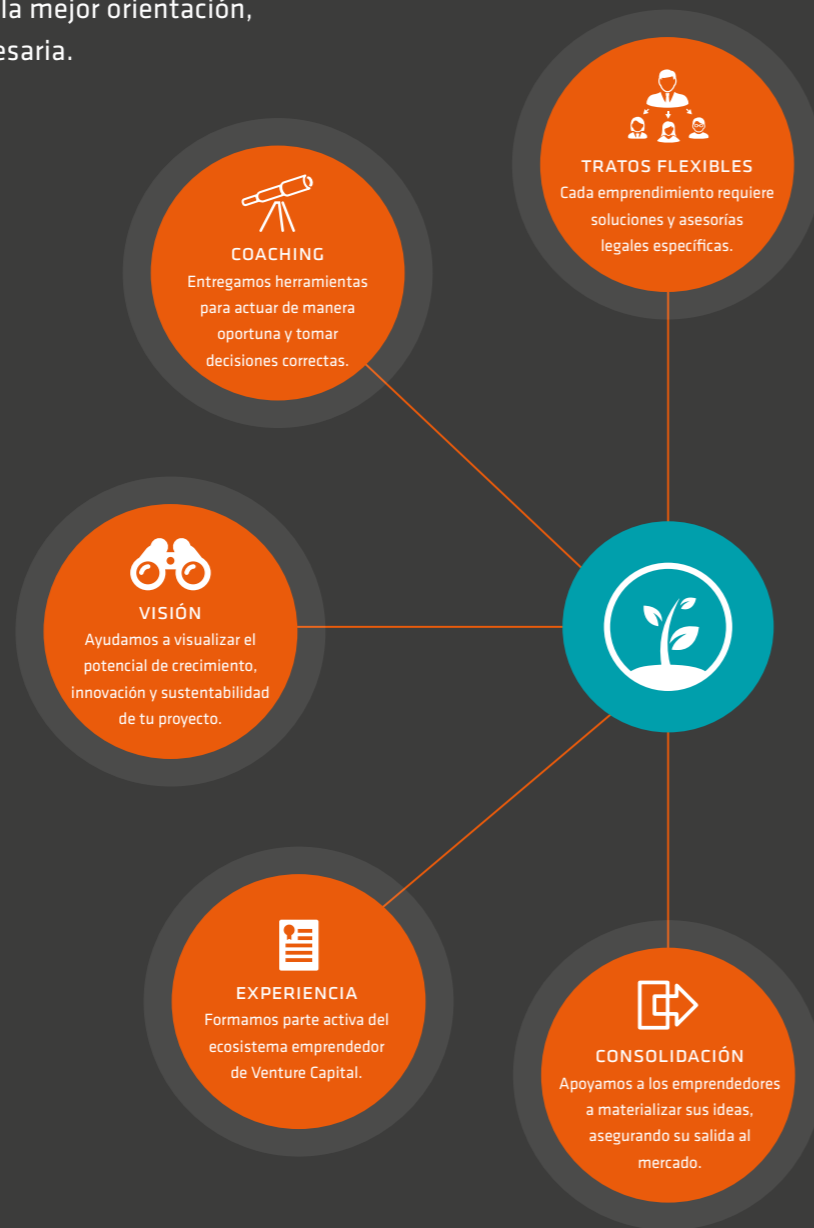 la mejor orientación,
esaria.
TRATOS FLEXIBLES
Cada emprendimiento requiere
soluciones y asesorías
legales específicas.
COACHING
Entregamos herramientas
para actuar de manera
oportuna y tomar
decisiones correctas.
VISIÓN
Ayudamos a visualizar el
potencial de crecimiento,
innovación y sustentabilidad
de tu proyecto.
EXPERIENCIA
Formamos parte activa del
ecosistema emprendedor
de Venture Capital.
CONSOLIDACIÓN
Apoyamos a los emprendedores
a materializar sus ideas,
asegurando su salida al
mercado.